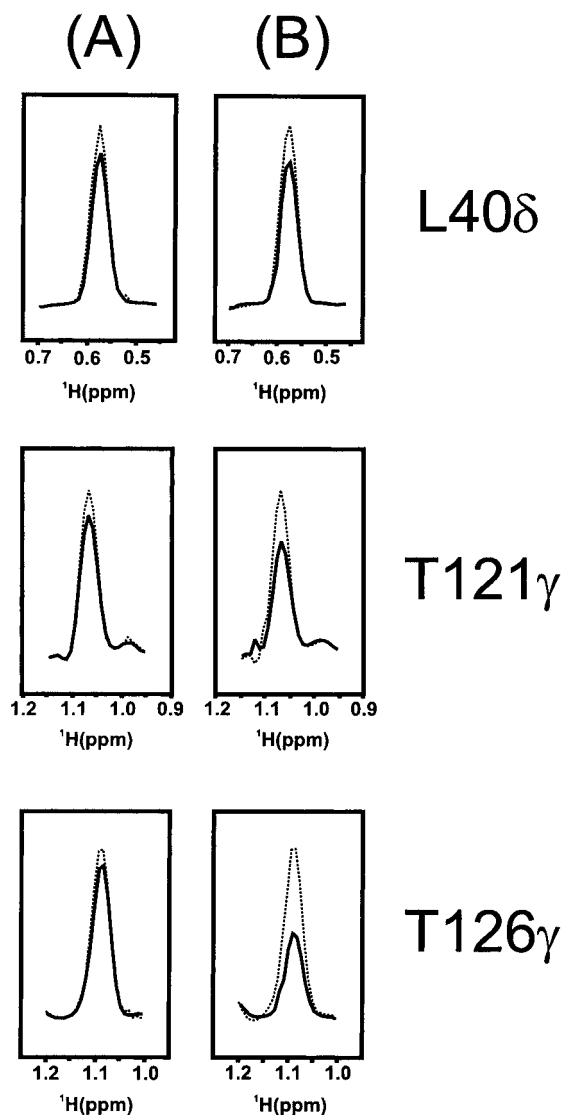 (A) (B)
L40δ
0.7 0.6 0.5 0.7 0.6 0.5
¹H(ppm) ¹H(ppm)
T121γ
1.2 1.1 1.0 0.9 1.2 1.1 1.0 0.9
¹H(ppm) ¹H(ppm)
T126γ
1.2 1.1 1.0 1.2 1.1 1.0
¹H(ppm) ¹H(ppm)